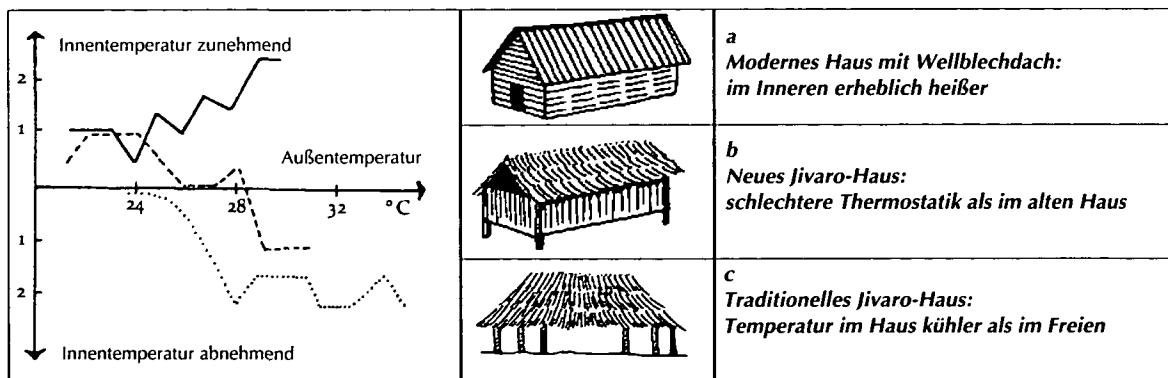 Innentemperatur zunehmend
2
1
Außentemperatur
24
28
32
°C
1
2
Innentemperatur abnehmend
a
Modernes Haus mit Wellblechdach:
im Inneren erheblich heißer
b
Neues Jivaro-Haus:
schlechtere Thermostatik als im alten Haus
c
Traditionelles Jivaro-Haus:
Temperatur im Haus kühler als im Freien